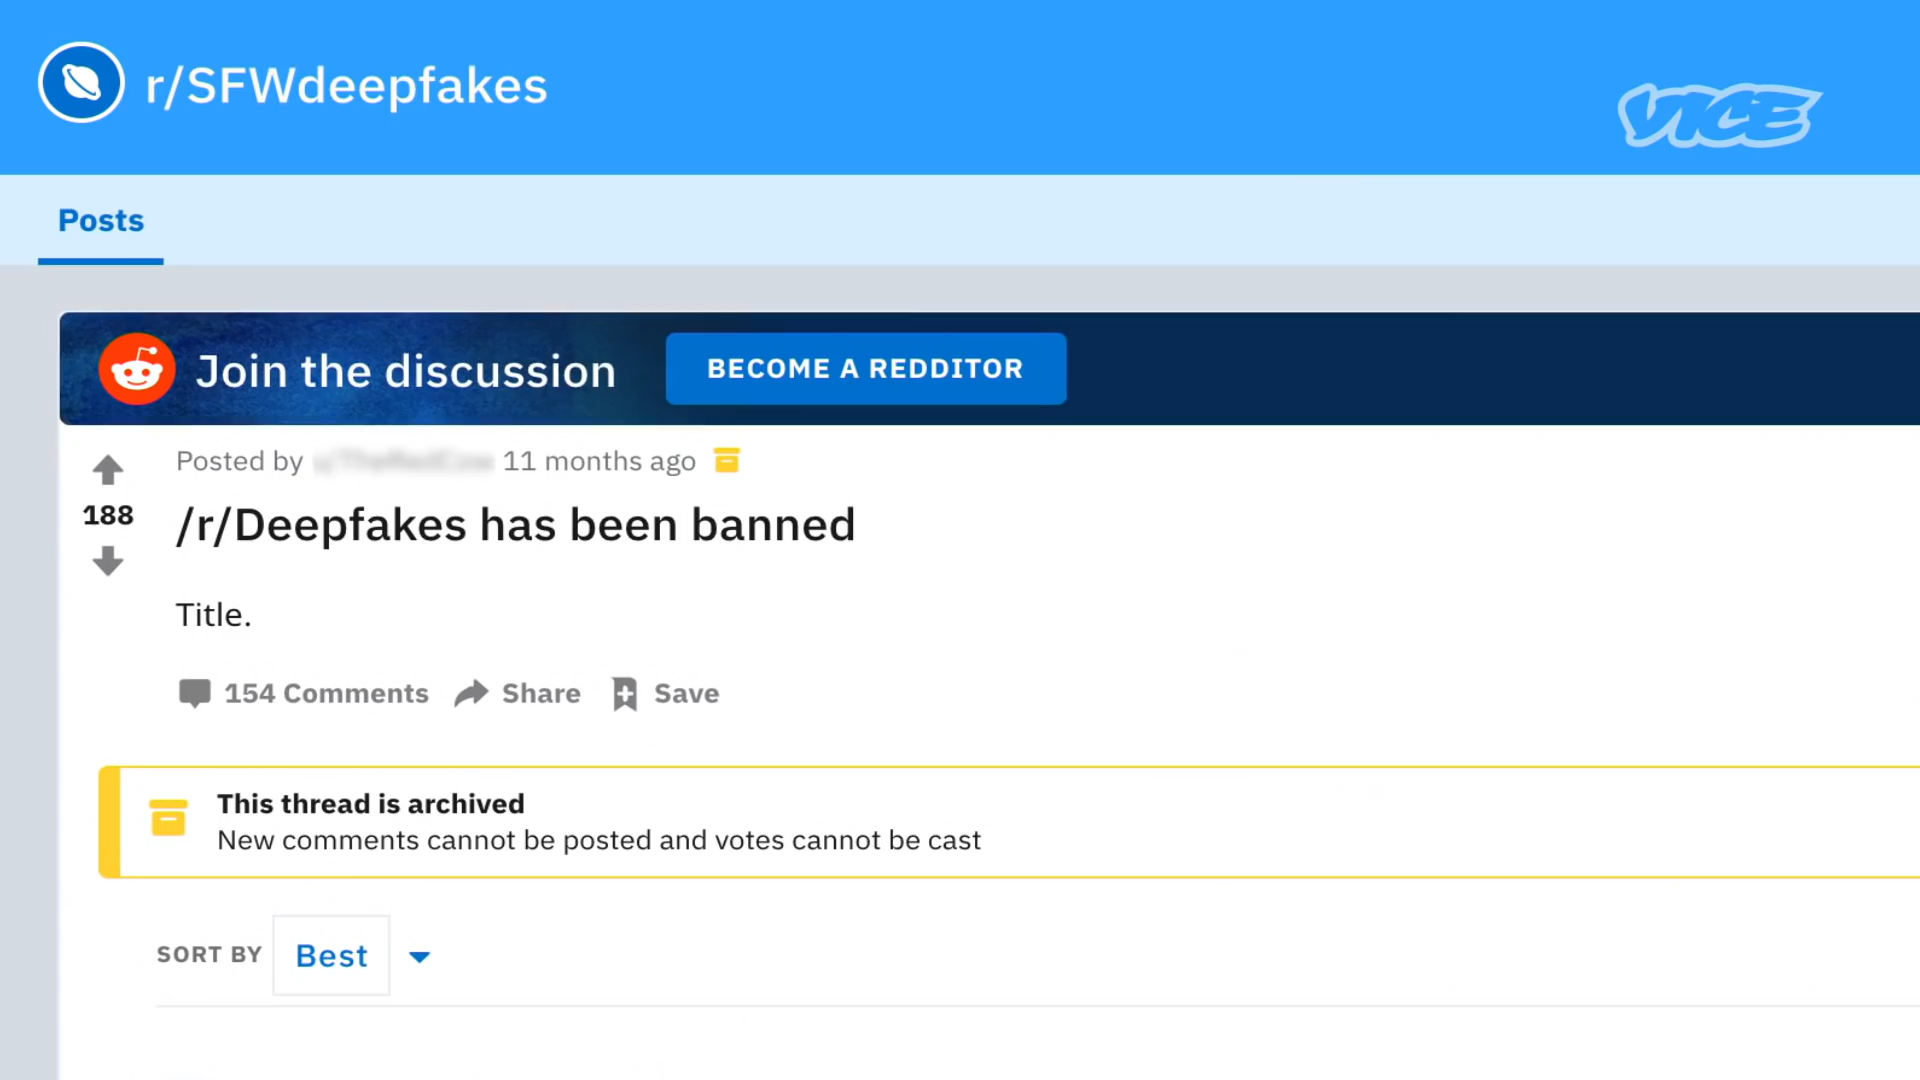 r/SFWdeepfakes
VICE
Posts
Join the discussion
BECOME A REDDITOR
Posted by 11 months ago
188
/r/Deepfakes has been banned
Title.
154 Comments Share Save
This thread is archived
New comments cannot be posted and votes cannot be cast
SORT BY Best